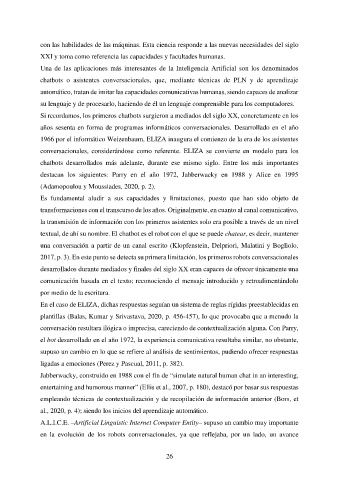 con las habilidades de las máquinas. Esta ciencia responde a las nuevas necesidades del siglo
XXI y toma como referencia las capacidades y facultades humanas.
Una de las aplicaciones más interesantes de la Inteligencia Artificial son los denominados
chatbots o asistentes conversacionales, que, mediante técnicas de PLN y de aprendizaje
automático, tratan de imitar las capacidades comunicativas humanas, siendo capaces de analizar
su lenguaje y de procesarlo, haciendo de él un lenguaje comprensible para los computadores.
Si recordamos, los primeros chatbots surgieron a mediados del siglo XX, concretamente en los
años sesenta en forma de programas informáticos conversacionales. Desarrollado en el año
1966 por el informático Weizenbaum, ELIZA inaugura el comienzo de la era de los asistentes
conversacionales, considerándose como referente. ELIZA se convierte en modelo para los
chatbots desarrollados más adelante, durante ese mismo siglo. Entre los más importantes
destacan los siguientes: Parry en el año 1972, Jabberwacky en 1988 y Alice en 1995
(Adamopoulou y Moussiades, 2020, p. 2).
Es fundamental aludir a sus capacidades y limitaciones, puesto que han sido objeto de
transformaciones con el transcurso de los años. Originalmente, en cuanto al canal comunicativo,
la transmisión de información con los primeros asistentes solo era posible a través de un nivel
textual, de ahí su nombre. El chatbot es el robot con el que se puede chatear, es decir, mantener
una conversación a partir de un canal escrito (Klopfenstein, Delpriori, Malatini y Bogliolo,
2017, p. 3). En este punto se detecta su primera limitación, los primeros robots conversacionales
desarrollados durante mediados y finales del siglo XX eran capaces de ofrecer únicamente una
comunicación basada en el texto; reconociendo el mensaje introducido y retroalimentándolo
por medio de la escritura.
En el caso de ELIZA, dichas respuestas seguían un sistema de reglas rígidas preestablecidas en
plantillas (Balas, Kumar y Srivastava, 2020, p. 456-457), lo que provocaba que a menudo la
conversación resultara ilógica o imprecisa, careciendo de contextualización alguna. Con Parry,
el bot desarrollado en el año 1972, la experiencia comunicativa resultaba similar, no obstante,
supuso un cambio en lo que se refiere al análisis de sentimientos, pudiendo ofrecer respuestas
ligadas a emociones (Perez y Pascual, 2011, p. 382).
Jabberwacky, construido en 1988 con el fin de “simulate natural human chat in an interesting,
entertaining and humorous manner” (Ellis et al., 2007, p. 180), destacó por basar sus respuestas
empleando técnicas de contextualización y de recopilación de información anterior (Bors, et
al., 2020, p. 4); siendo los inicios del aprendizaje automático.
A.L.I.C.E. –Artificial Linguistic Internet Computer Entity– supuso un cambio muy importante
en la evolución de los robots conversacionales, ya que reflejaba, por un lado, un avance
26